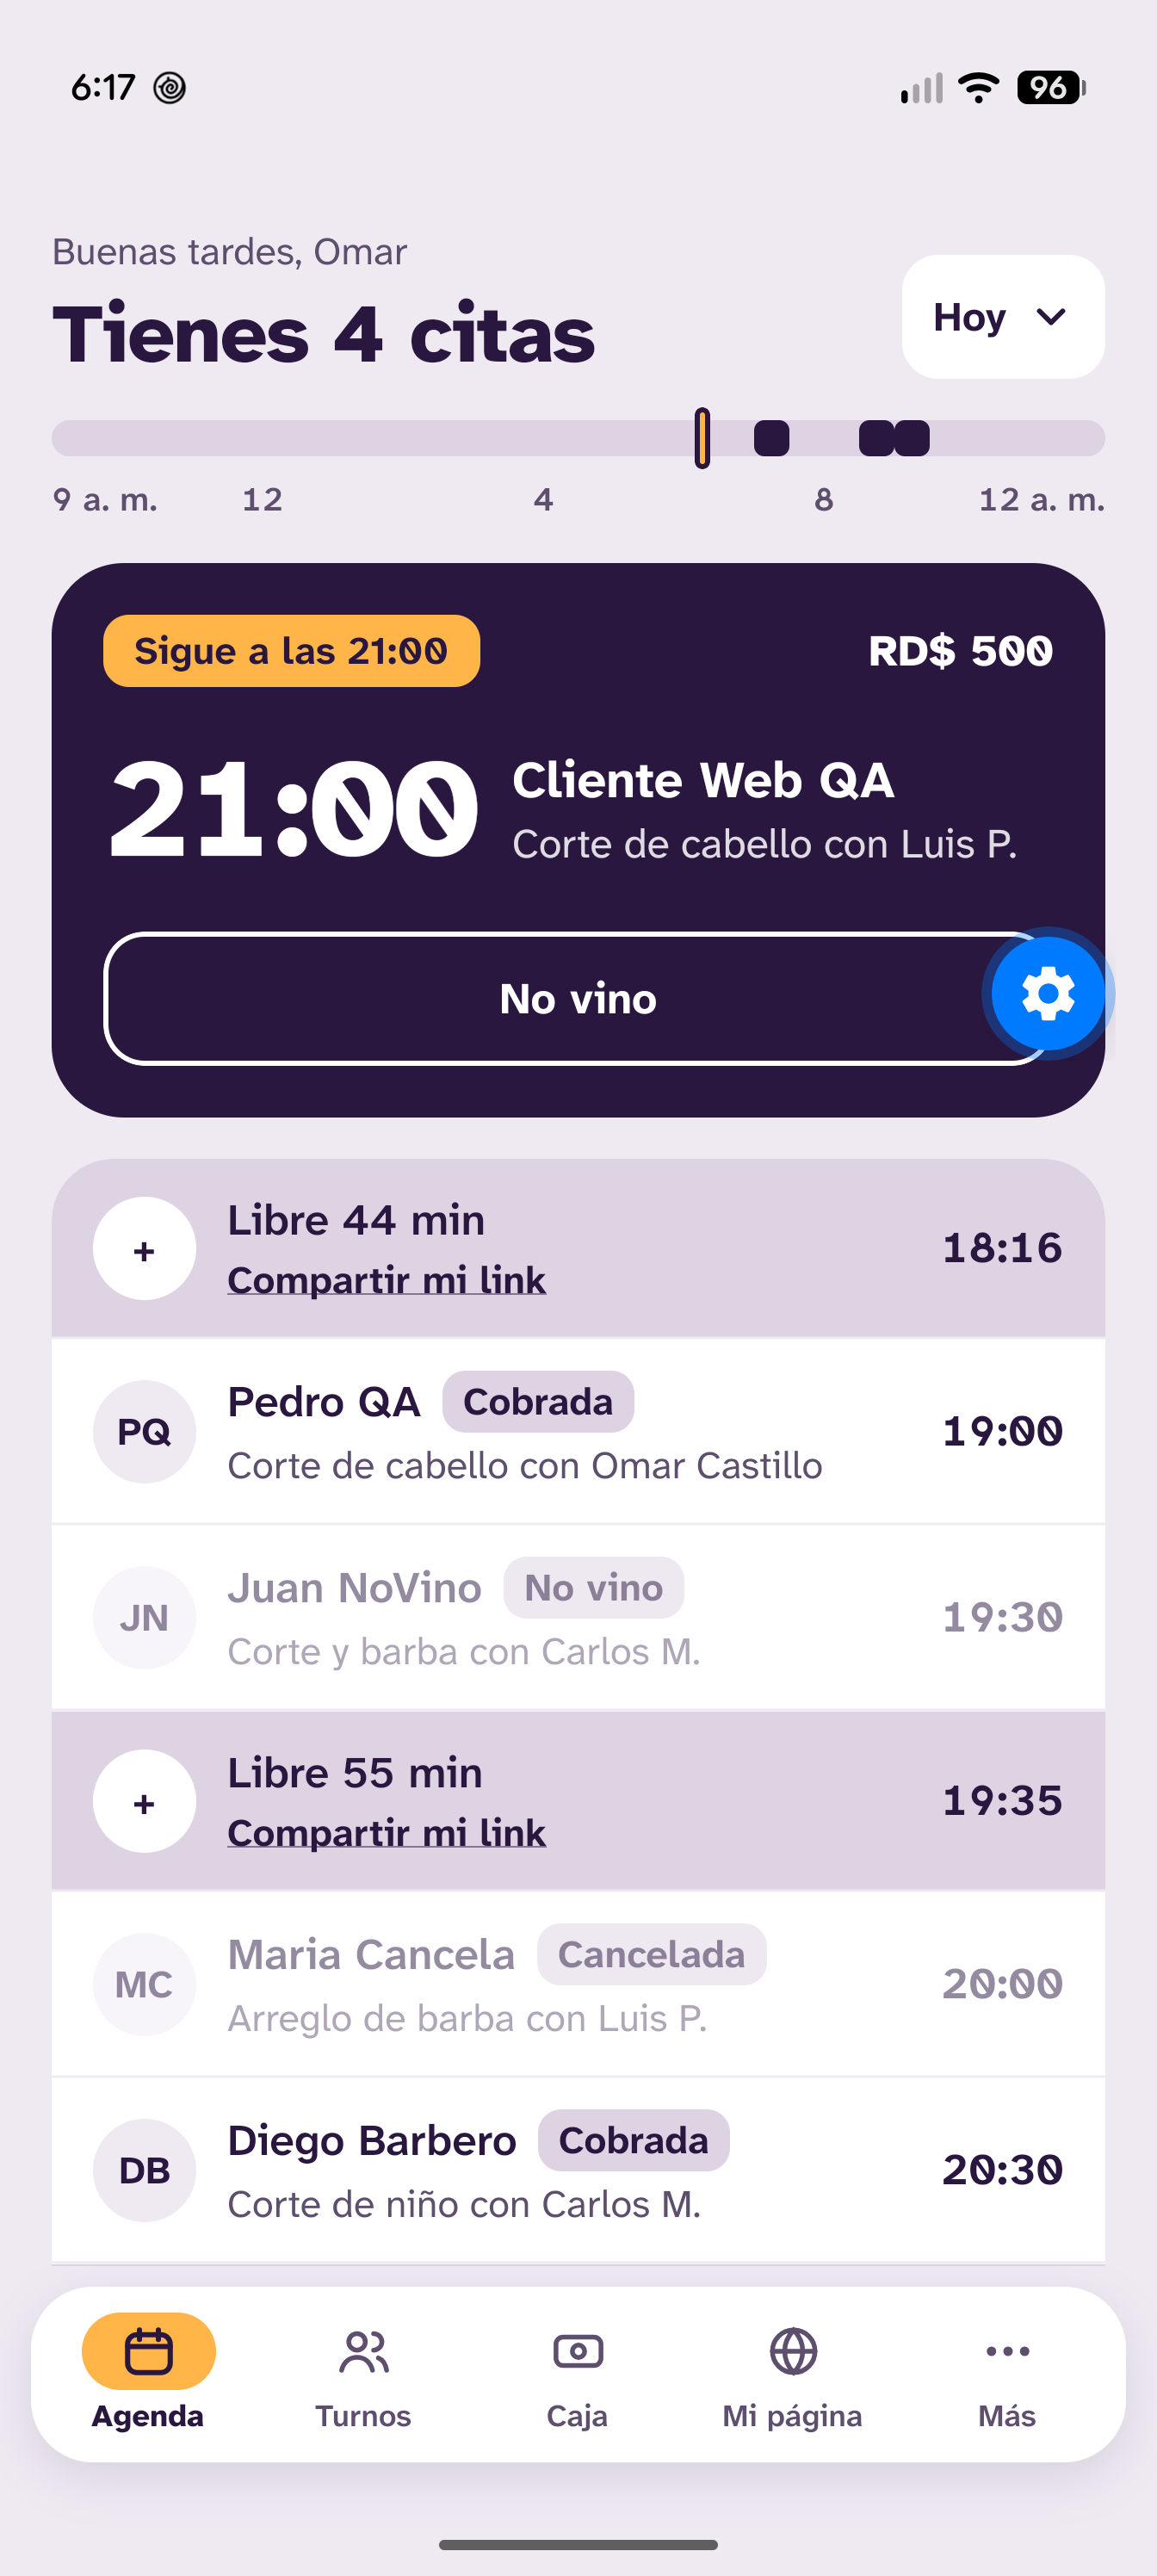 6:17
96
Buenas tardes, Omar
Tienes 4 citas
Hoy
9 a. m. 12 4 8 12 a. m.
Sigue a las 21:00 RD$ 500
21:00 Cliente Web QA
Corte de cabello con Luis P.
No vino
+ Libre 44 min 18:16
Compartir mi link
PQ Pedro QA Cobrada 19:00
Corte de cabello con Omar Castillo
JN Juan NoVino No vino 19:30
Corte y barba con Carlos M.
+ Libre 55 min 19:35
Compartir mi link
MC Maria Cancela Cancelada 20:00
Arreglo de barba con Luis P.
DB Diego Barbero Cobrada 20:30
Corte de niño con Carlos M.
Agenda Turnos Caja Mi página Más